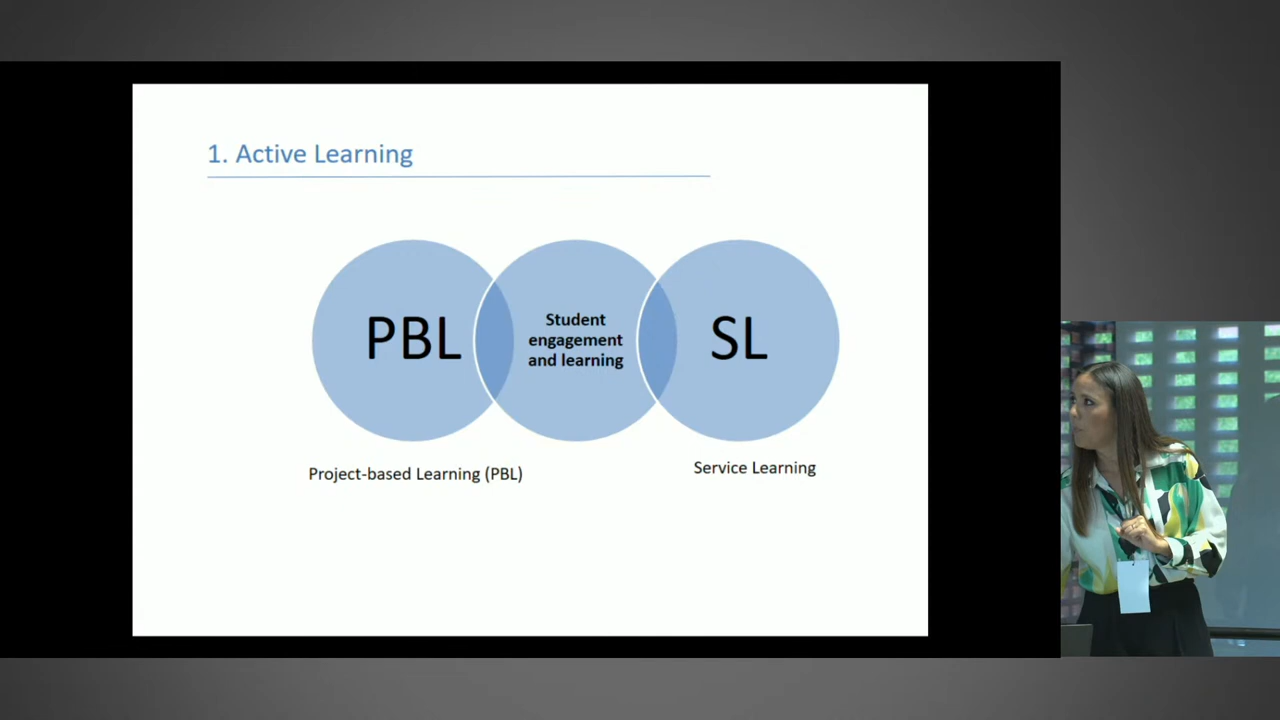 1. Active Learning
PBL
Student
engagement
and learning
SL
Project-based Learning (PBL)
Service Learning